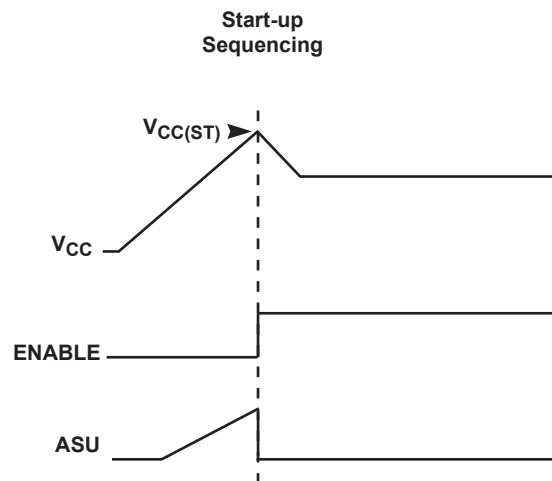 Start-up
Sequencing
VCC(ST)
VCC
ENABLE
ASU